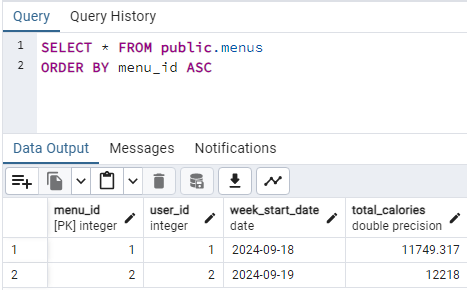 Query Query History
1 SELECT * FROM public.menus
2 ORDER BY menu_id ASC
Data Output Messages Notifications
menu_id user_id week_start_date total_calories
[PK] integer integer date double precision
1 1 1 2024-09-18 11749.317
2 2 2 2024-09-19 12218